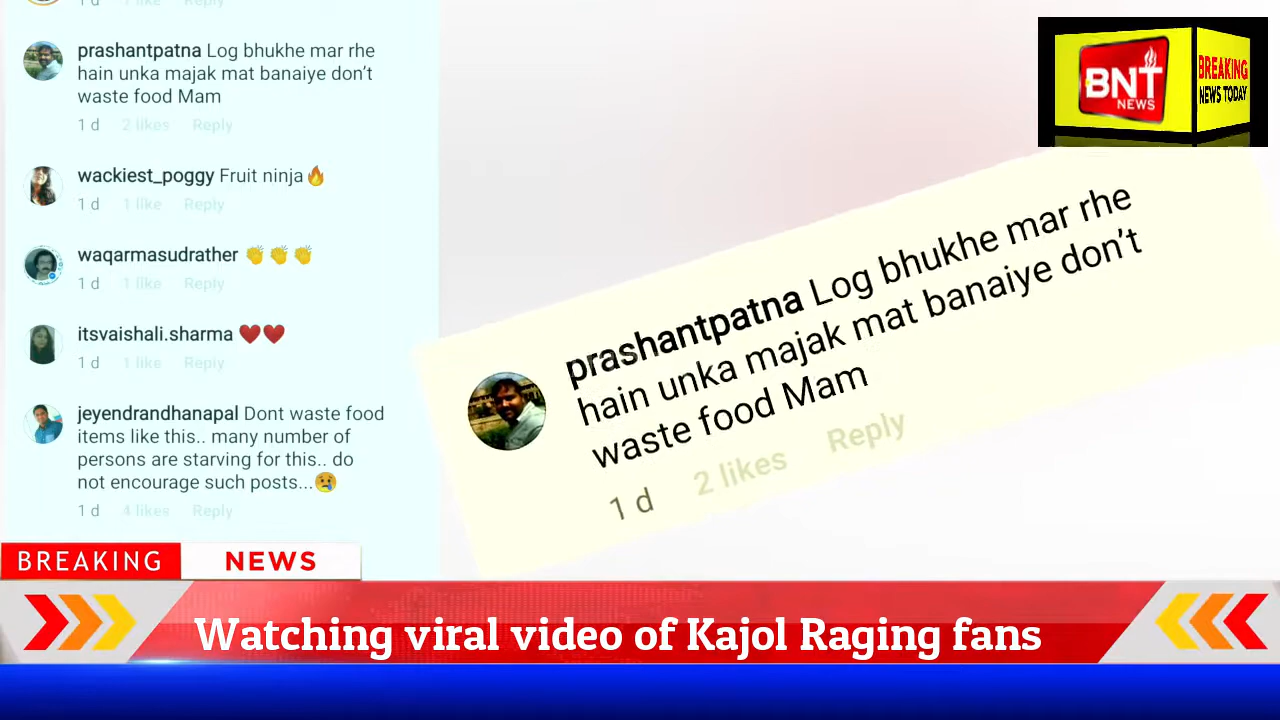 1 d 1 like Reply
prashantpatna Log bhukhe mar rhe
hain unka majak mat banaiye don't
waste food Mam
1 d 2 likes Reply
wackiest_poggy Fruit ninja🔥
1 d 1 like Reply
waqarmasudrather 👏👏👏
1 d 1 like Reply
itsvaishali.sharma ❤️❤️
1 d 1 like Reply
jeyendrandhanapal Dont waste food
items like this.. many number of
persons are starving for this.. do
not encourage such posts...😢
1 d 4 likes Reply
BNT
NEWS
BREAKING
NEWS TODAY
prashantpatna Log bhukhe mar rhe
hain unka majak mat banaiye don't
waste food Mam
1 d 2 likes Reply
BREAKING NEWS
Watching viral video of Kajol Raging fans